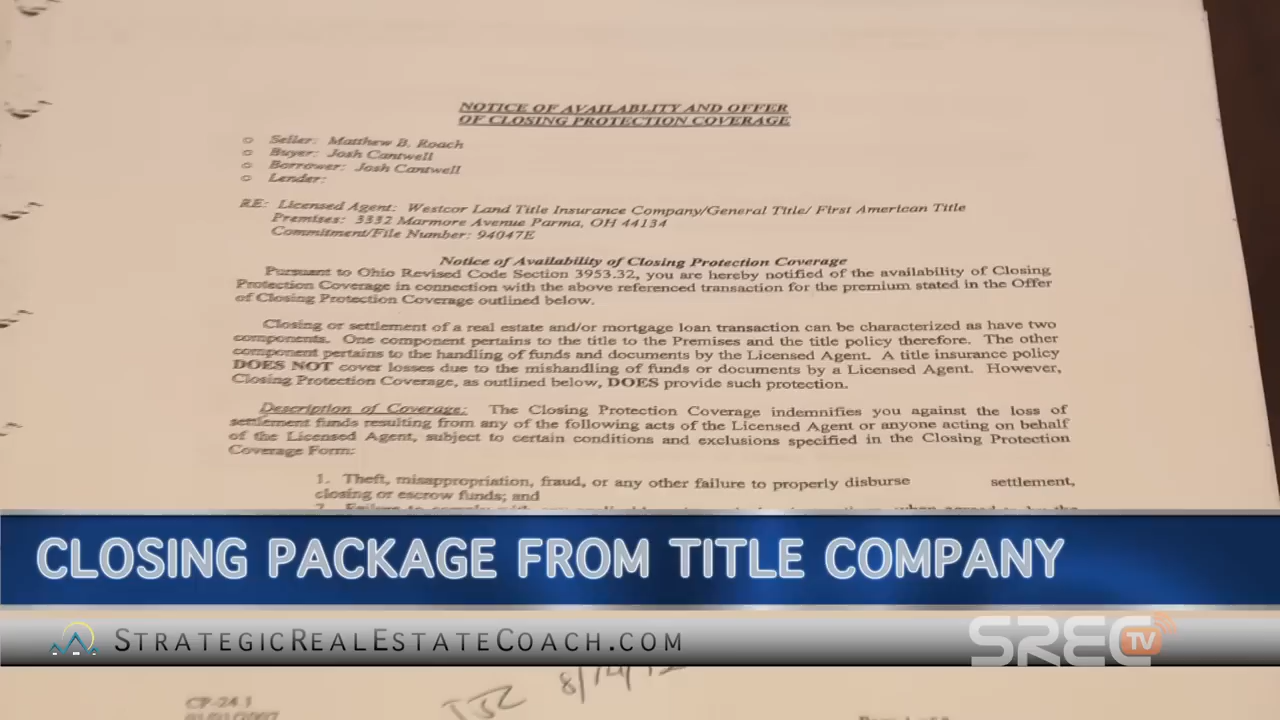 NOTICE OF AVAILABLITY AND OFFER
OF CLOSING PROTECTION COVERAGE
○ Seller: Matthew B. Roach
○ Buyer: Josh Cantwell
○ Borrower: Josh Cantwell
○ Lender:
RE: Licensed Agent: Westcor Land Title Insurance Company/General Title/ First American Title
Premises: 3332 Marmore Avenue Parma, OH 44134
Commitment/File Number: 94047E
Notice of Availability of Closing Protection Coverage
Pursuant to Ohio Revised Code Section 3953.32, you are hereby notified of the availability of Closing
Protection Coverage in connection with the above referenced transaction for the premium stated in the Offer
of Closing Protection Coverage outlined below.
Closing or settlement of a real estate and/or mortgage loan transaction can be characterized as have two
components. One component pertains to the title to the Premises and the title policy therefore. The other
component pertains to the handling of funds and documents by the Licensed Agent. A title insurance policy
DOES NOT cover losses due to the mishandling of funds or documents by a Licensed Agent. However,
Closing Protection Coverage, as outlined below, DOES provide such protection.
Description of Coverage: The Closing Protection Coverage indemnifies you against the loss of
settlement funds resulting from any of the following acts of the Licensed Agent or anyone acting on behalf
of the Licensed Agent, subject to certain conditions and exclusions specified in the Closing Protection
Coverage Form:
1. Theft, misappropriation, fraud, or any other failure to properly disburse settlement,
closing or escrow funds; and
CLOSING PACKAGE FROM TITLE COMPANY
STRATEGICREALESTATECOACH.COM
SREC TV
CP-24 1